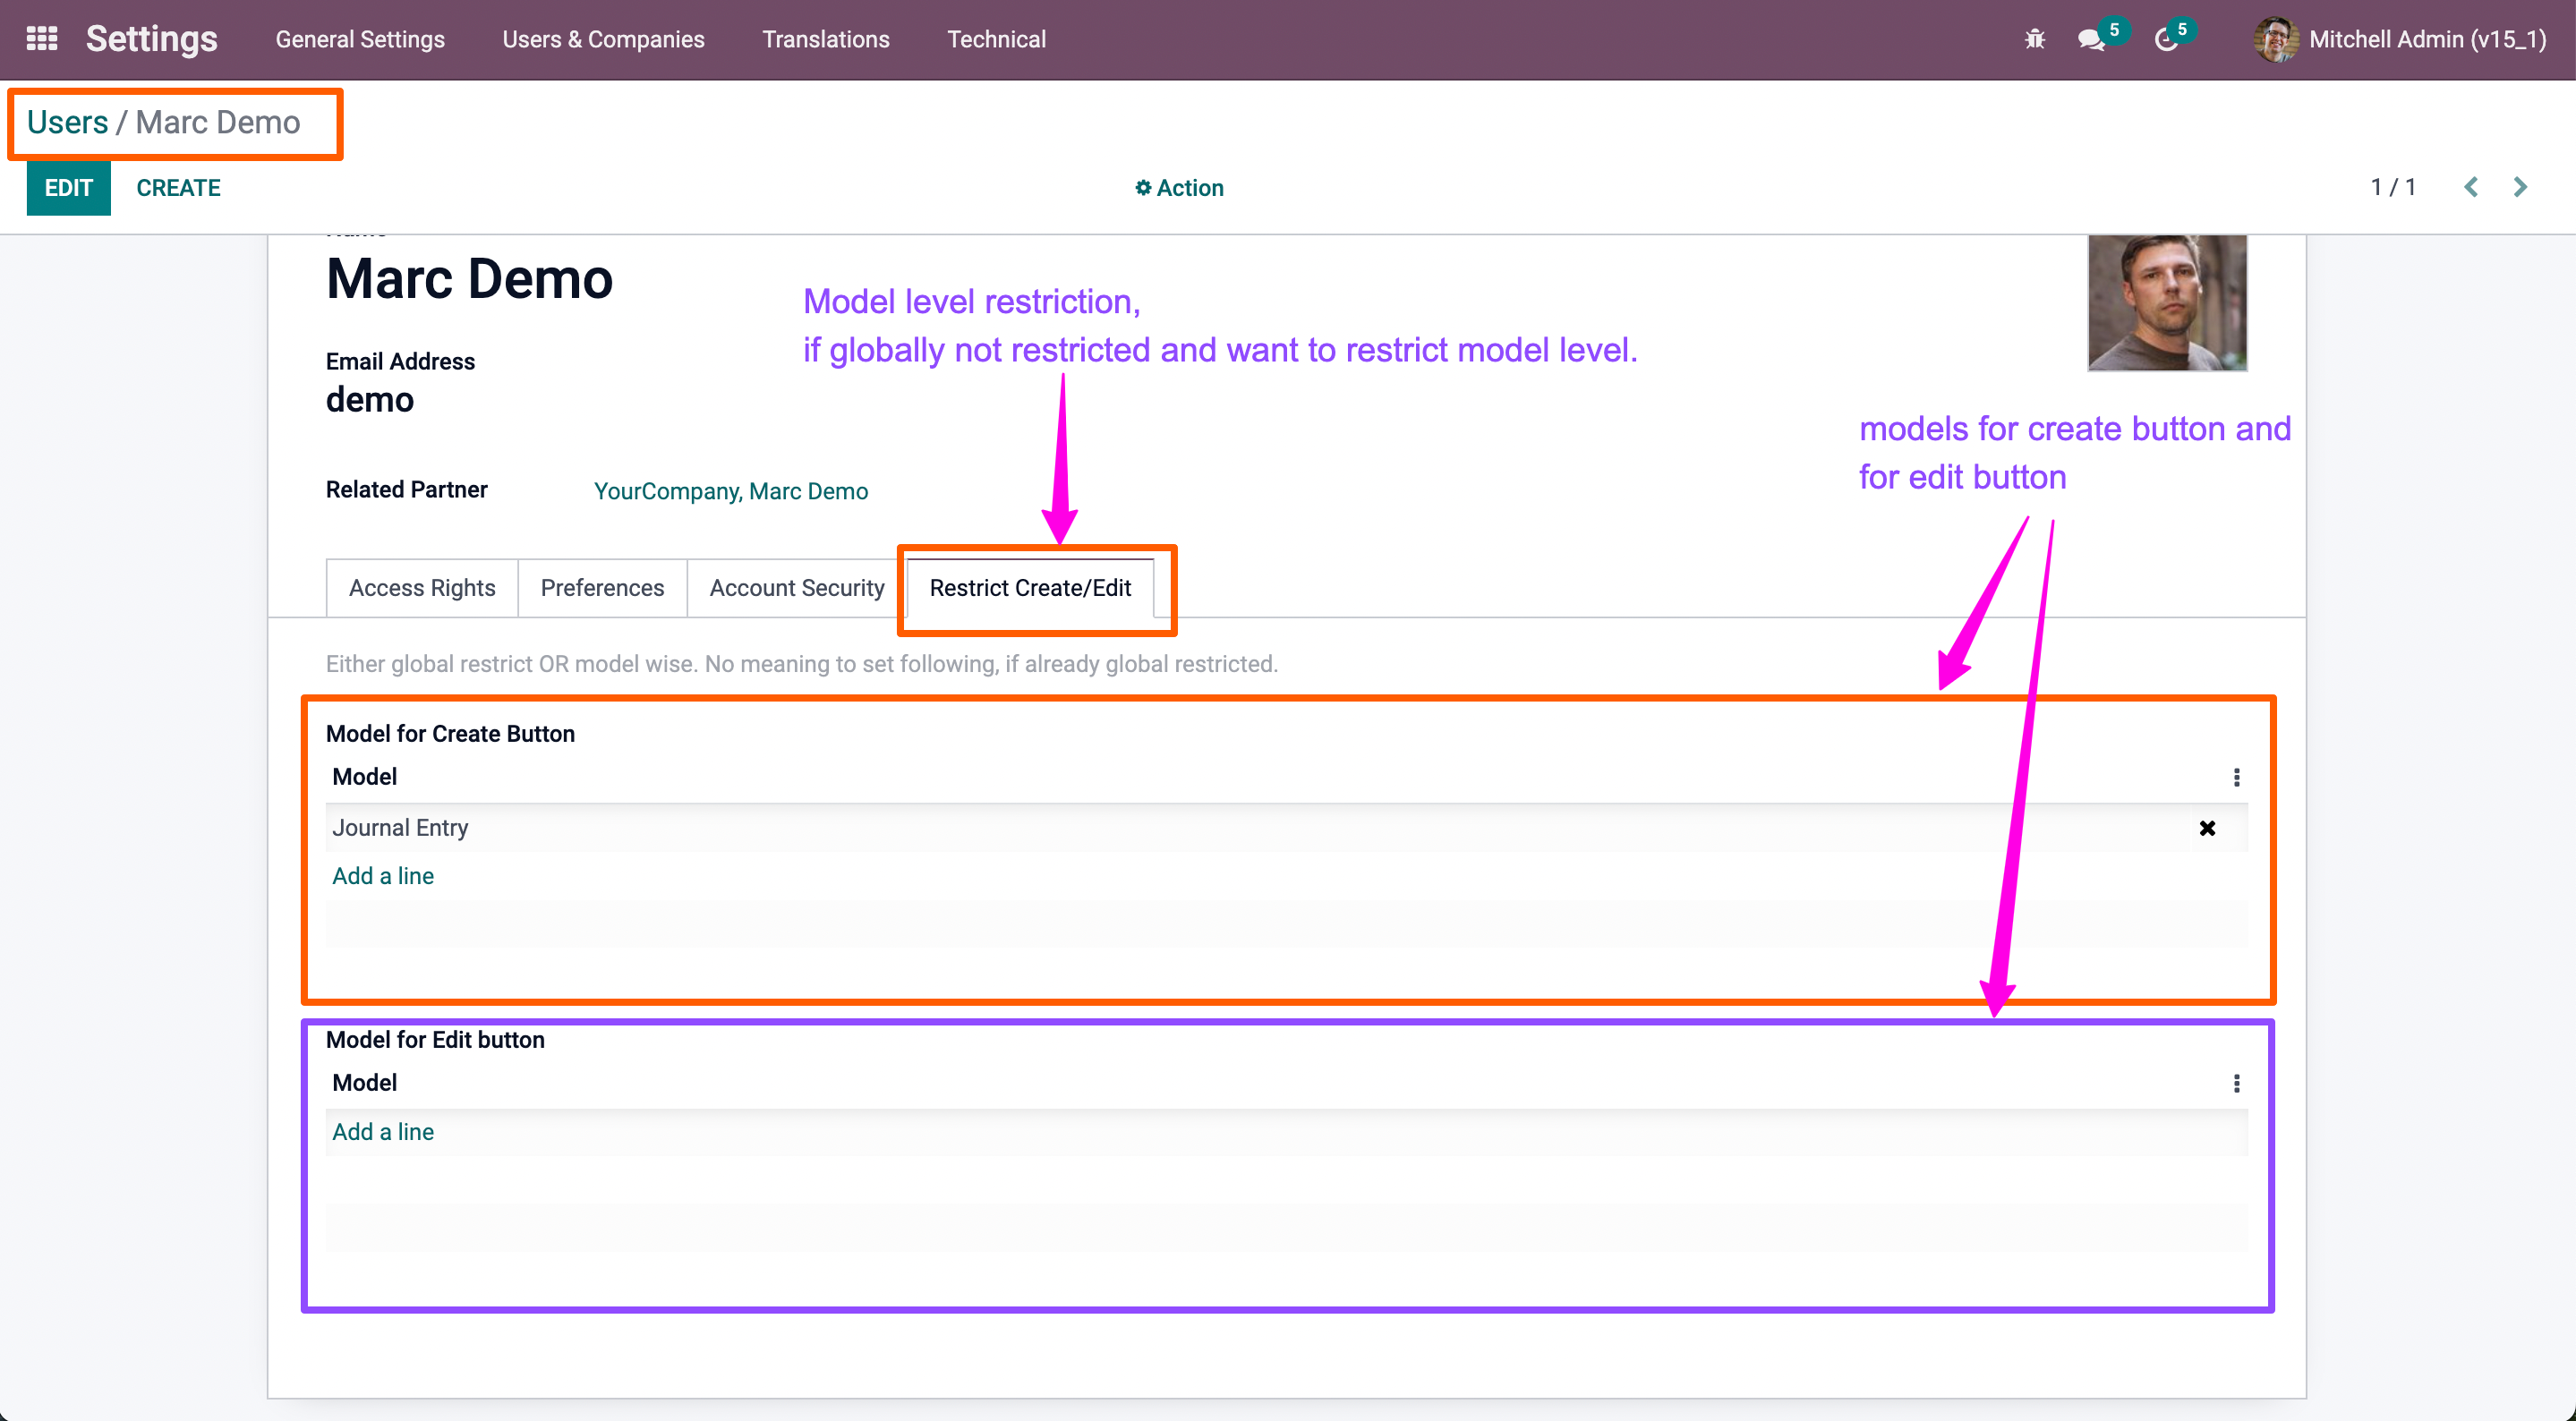 Settings General Settings Users & Companies Translations Technical 5 5 Mitchell Admin (v15_1)
Users / Marc Demo
EDIT CREATE Action 1 / 1
Marc Demo
Model level restriction,
if globally not restricted and want to restrict model level.
Email Address
demo
models for create button and
for edit button
Related Partner YourCompany, Marc Demo
Access Rights Preferences Account Security Restrict Create/Edit
Either global restrict OR model wise. No meaning to set following, if already global restricted.
Model for Create Button
Model
Journal Entry
Add a line
Model for Edit button
Model
Add a line